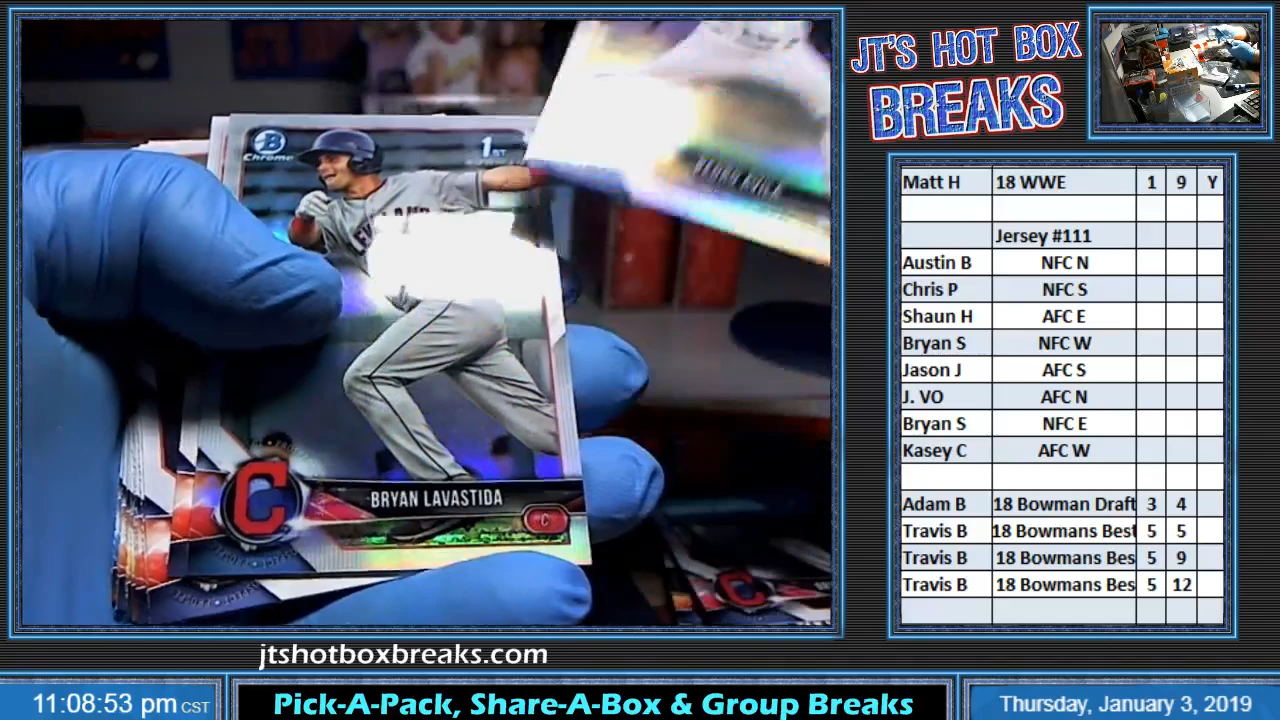 JT'S HOT BOX
BREAKS
Chrome
1ST
BRYAN LAVASTIDA
C
C
Matt H 18 WWE 1 9 Y
Jersey #111
Austin B NFC N
Chris P NFC S
Shaun H AFC E
Bryan S NFC W
Jason J AFC S
J. VO AFC N
Bryan S NFC E
Kasey C AFC W
Adam B 18 Bowman Draft 3 4
Travis B 18 Bowmans Best 5 5
Travis B 18 Bowmans Bes 5 9
Travis B 18 Bowmans Bes 5 12
jtshotboxbreaks.com
11:08:53 pm CST
Pick-A-Pack, Share-A-Box & Group Breaks
Thursday, January 3, 2019